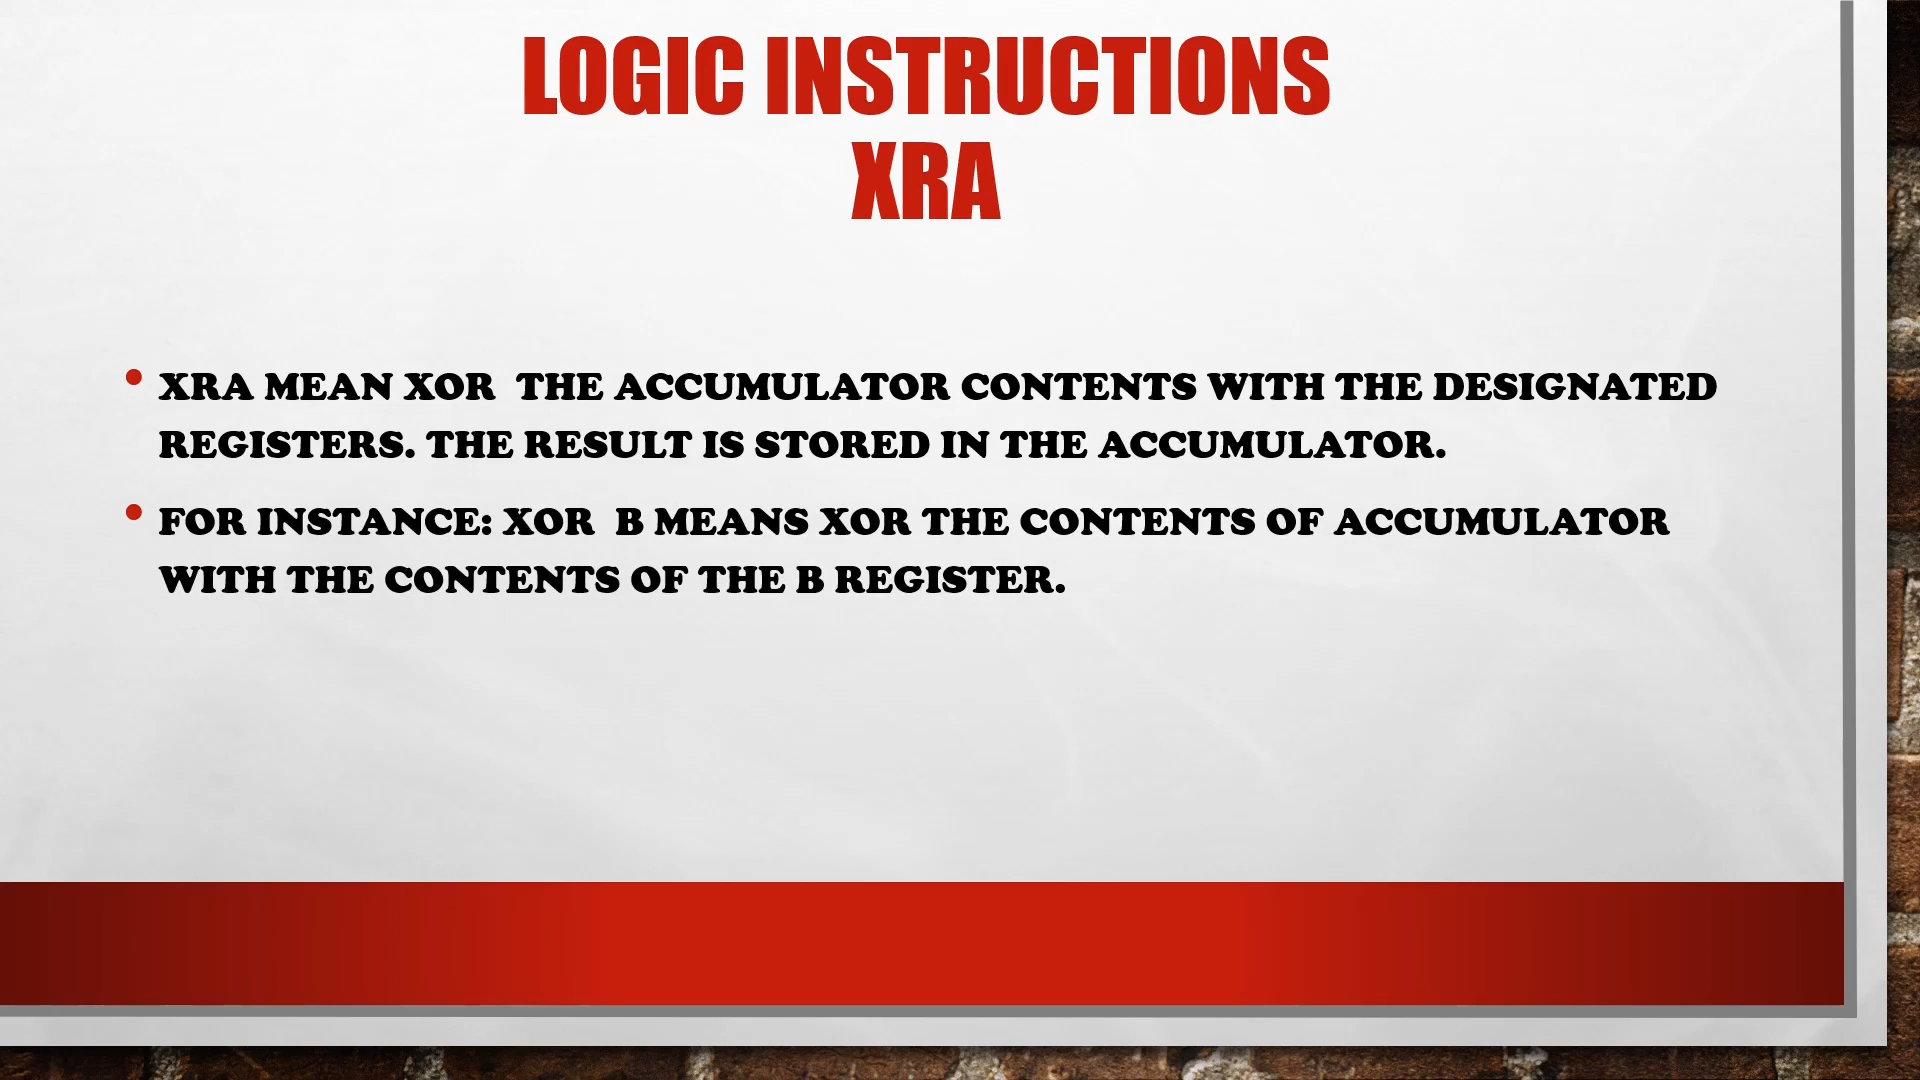 LOGIC INSTRUCTIONS
XRA
• XRA MEAN XOR  THE ACCUMULATOR CONTENTS WITH THE DESIGNATED
REGISTERS. THE RESULT IS STORED IN THE ACCUMULATOR.
• FOR INSTANCE: XOR  B MEANS XOR THE CONTENTS OF ACCUMULATOR
WITH THE CONTENTS OF THE B REGISTER.